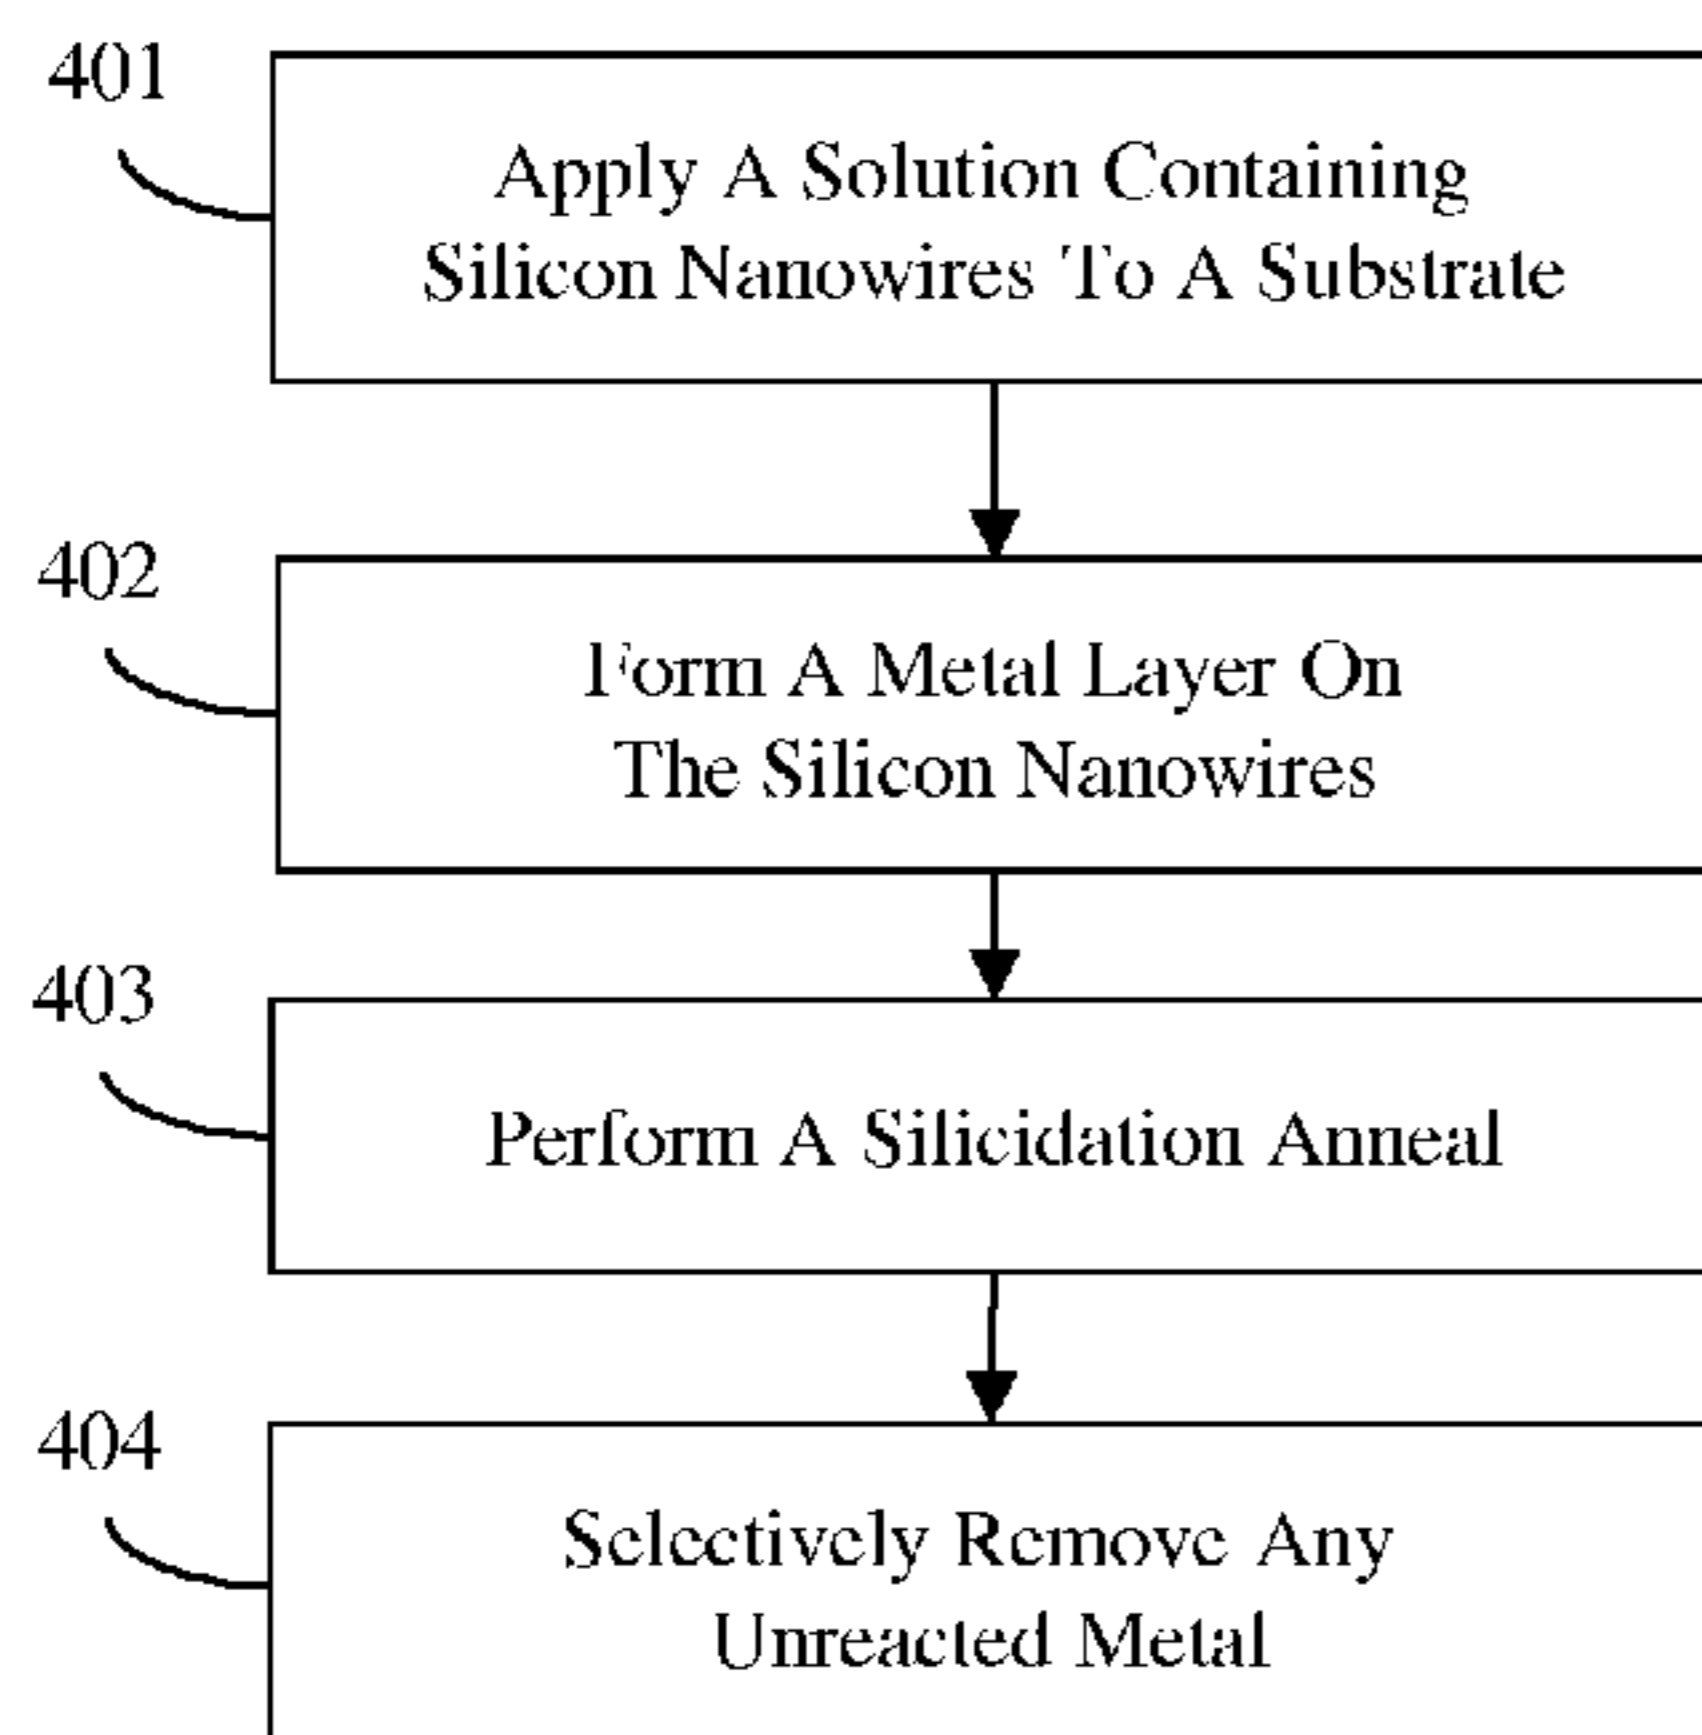 401
Apply A Solution Containing
Silicon Nanowires To A Substrate
402
Form A Metal Layer On
The Silicon Nanowires
403
Perform A Silicidation Anneal
404
Selectively Remove Any
Unreacted Metal